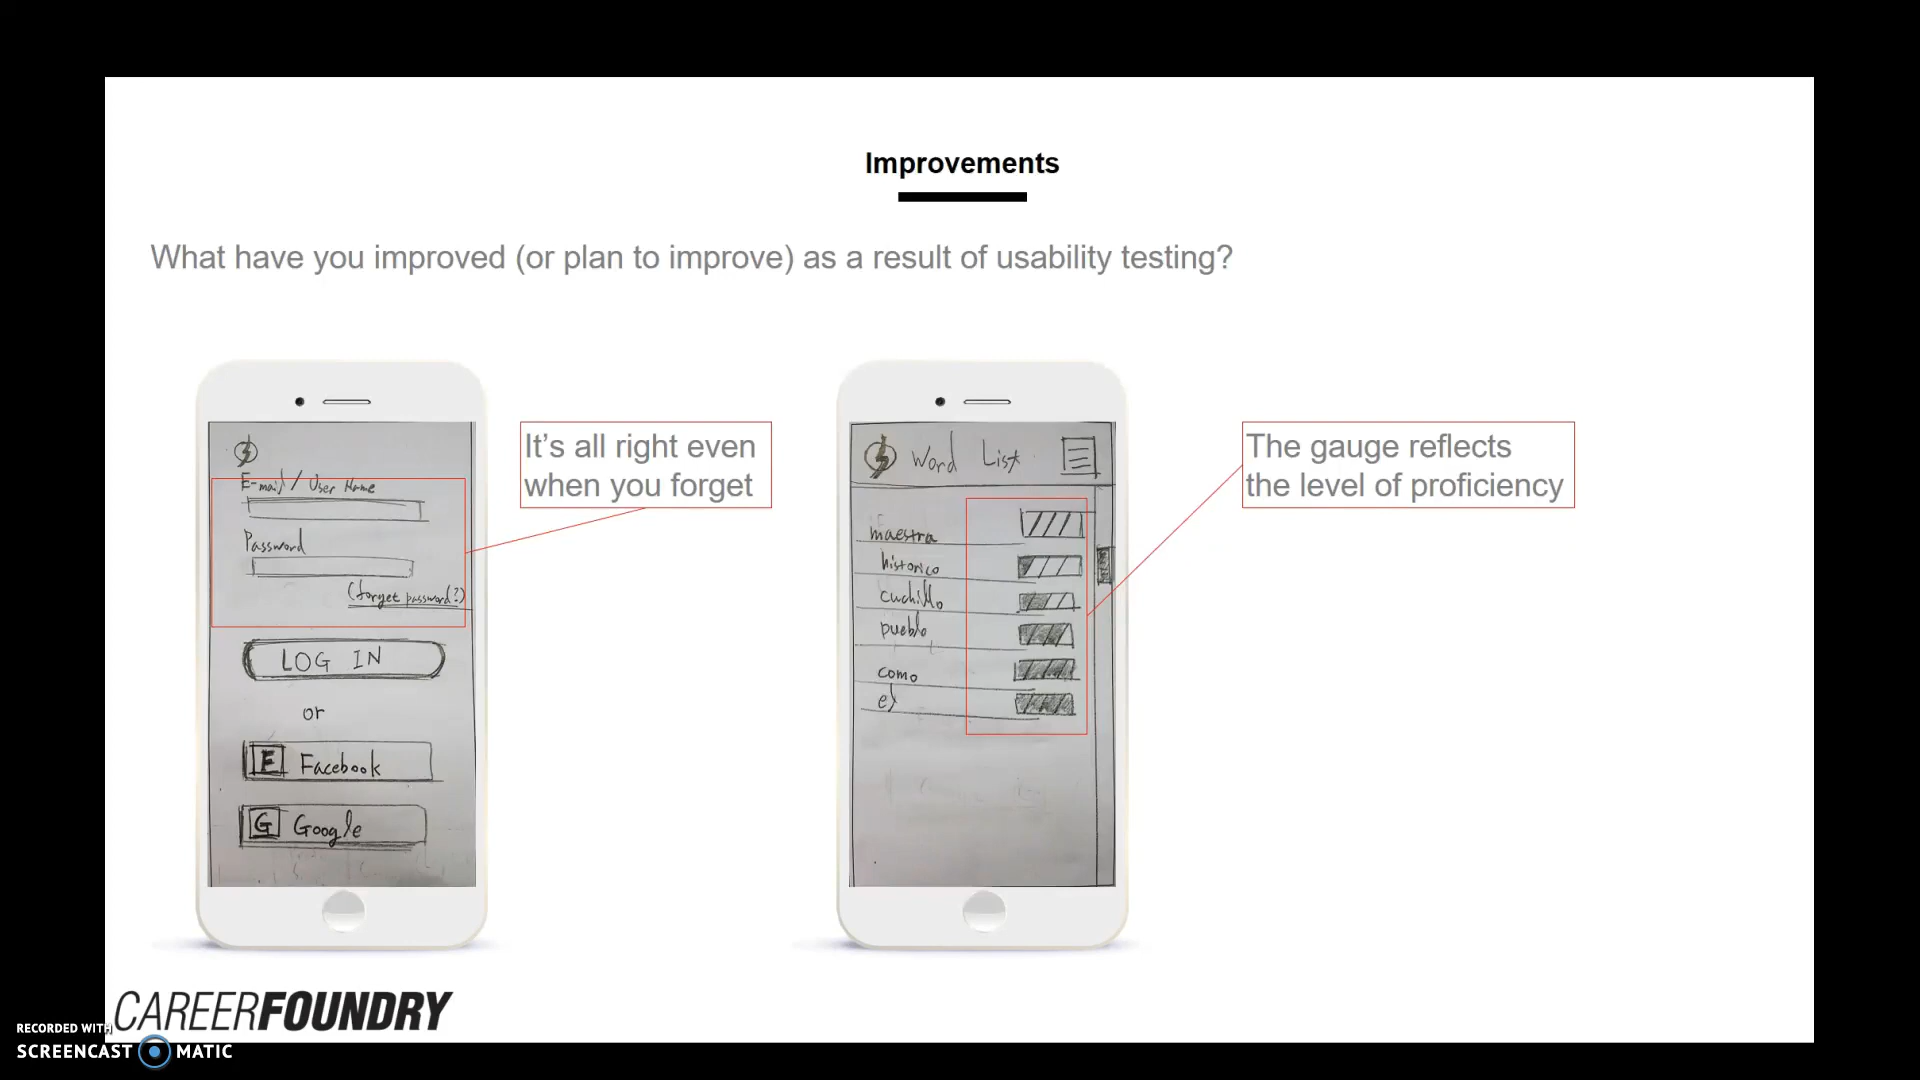 Improvements
What have you improved (or plan to improve) as a result of usability testing?
E-mail / User Name
Password
(forget password?)
LOG IN
or
F Facebook
G Google
It's all right even
when you forget
Word List
maestra
historico
cuchillo
pueblo
como
el
The gauge reflects
the level of proficiency
CAREERFOUNDRY
RECORDED WITH
SCREENCAST MATIC